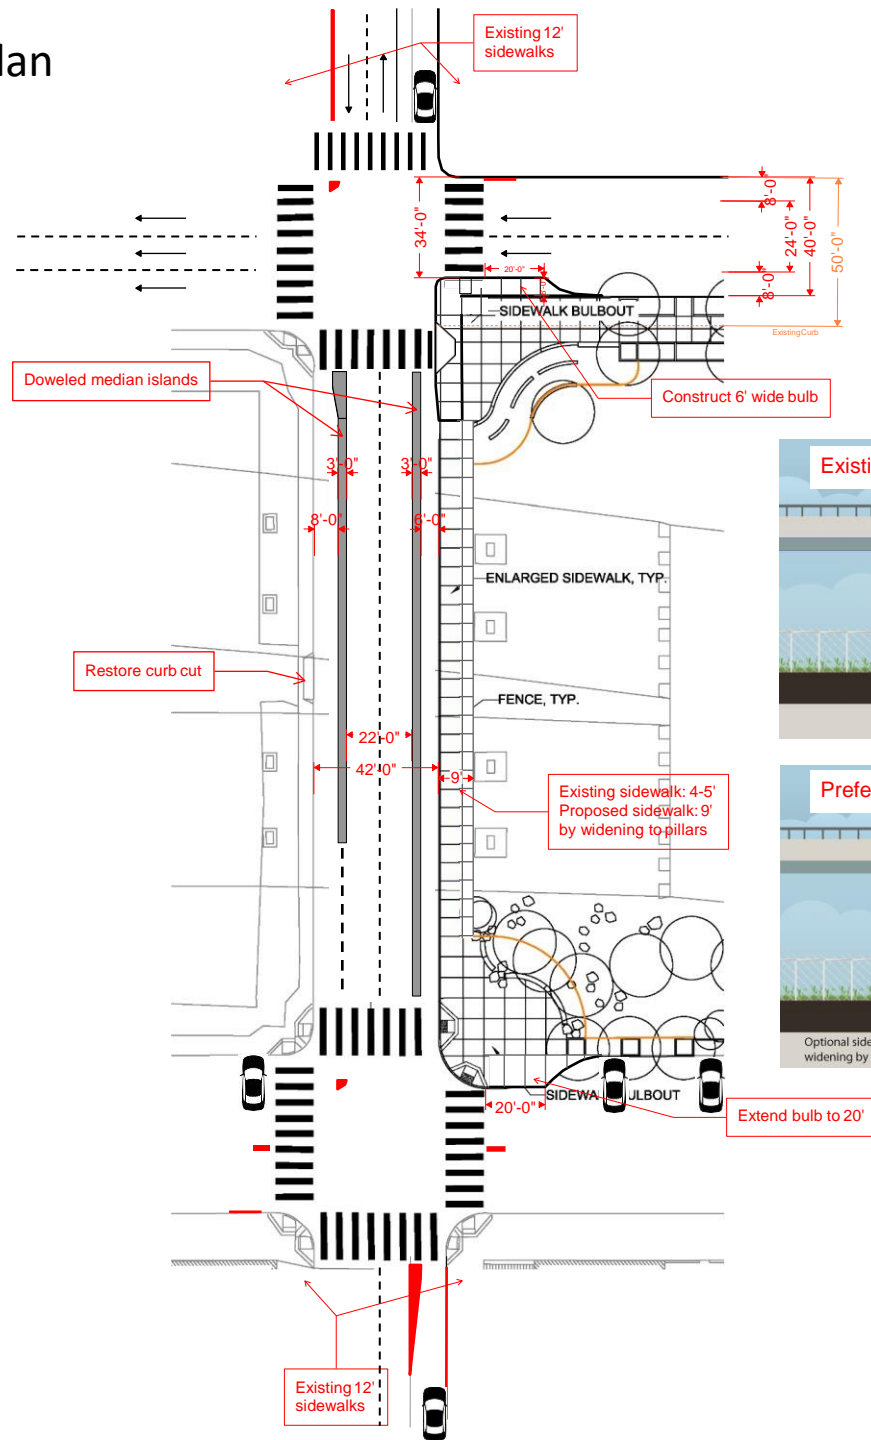 lan
Existing 12'
sidewalks
34'-0"
8'-0"
24'-0"
40'-0"
50'-0"
8'-0"
20'-0"
SIDEWALK BULBOUT
ExistingCurb
Doweled median islands
Construct 6' wide bulb
3'-0"
3'-0"
Existi
8'-0"
6'-0"
ENLARGED SIDEWALK, TYP.
Restore curb cut
FENCE, TYP.
22'-0"
42'-0"
9'
Existing sidewalk: 4-5'
Proposed sidewalk: 9'
by widening to pillars
Prefe
Optional side
widening by
20'-0"
SIDEWA ULBOUT
Extend bulb to 20'
Existing 12'
sidewalks